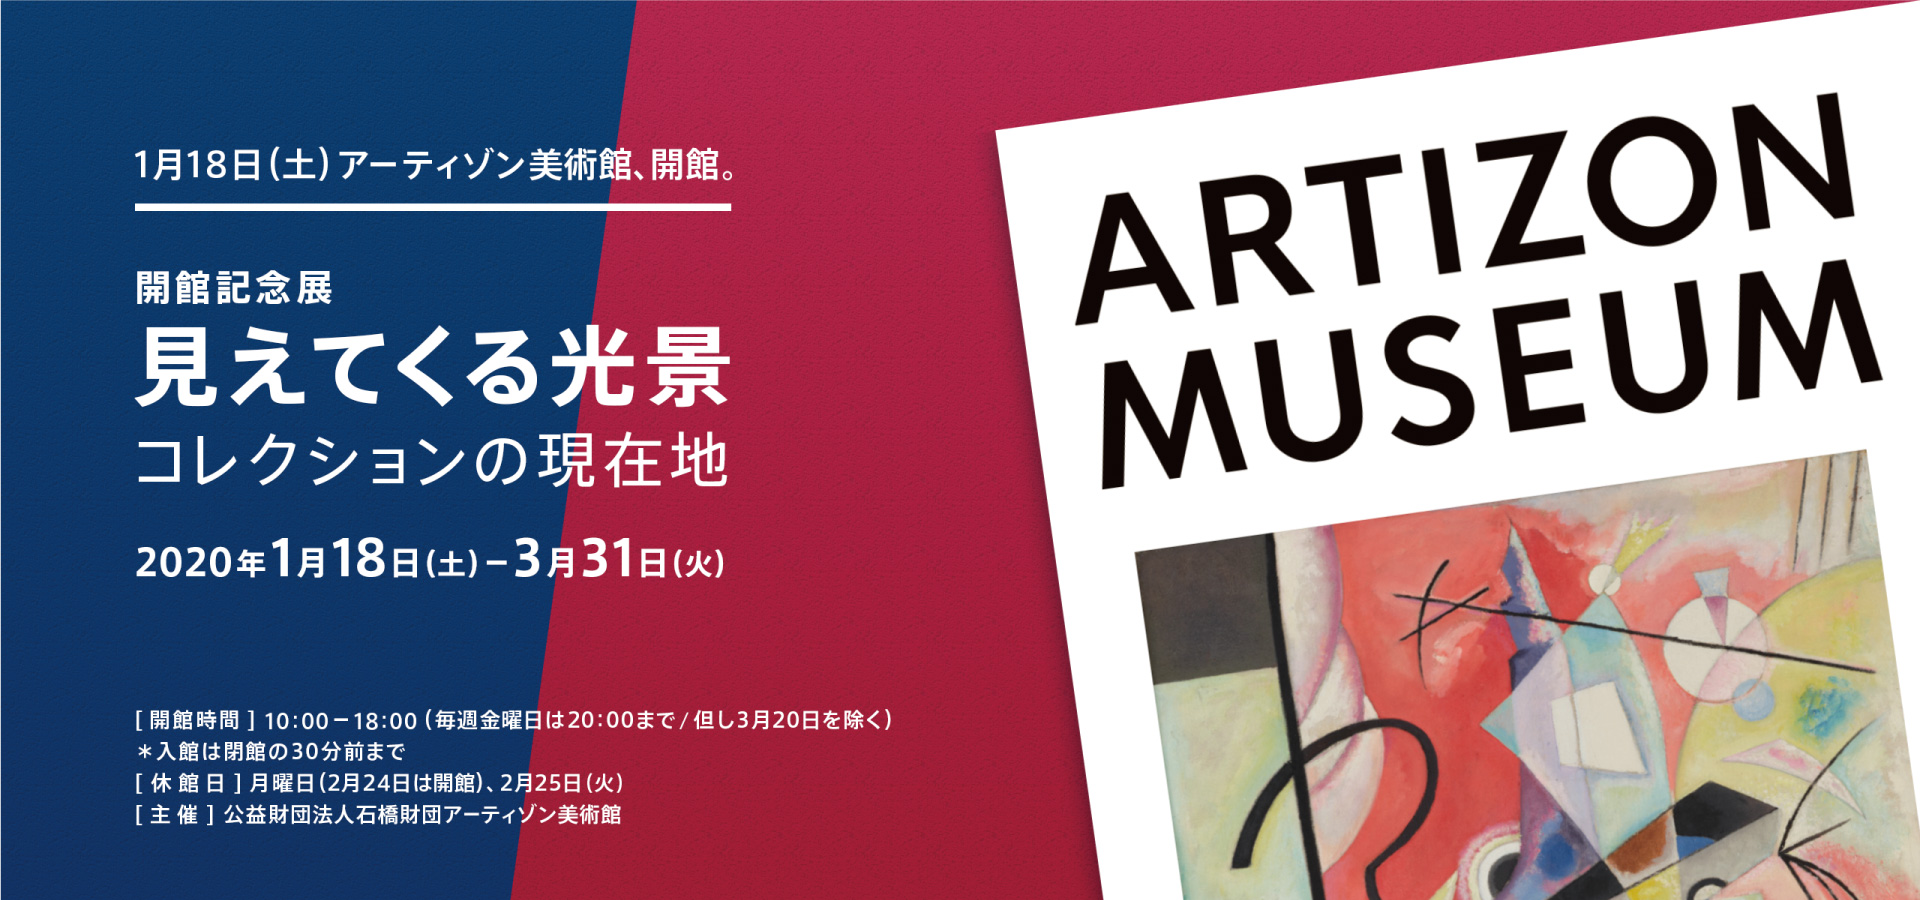 1月18日(土)アーティゾン美術館、開館。
開館記念展
見えてくる光景
コレクションの現在地
2020年1月18日(土)−3月31日(火)
[ 開館時間 ] 10:00−18:00(毎週金曜日は20:00まで/但し3月20日を除く)
＊入館は閉館の30分前まで
[ 休館日 ] 月曜日(2月24日は開館)、2月25日(火)
[ 主催 ] 公益財団法人石橋財団アーティゾン美術館
ARTIZON
MUSEUM